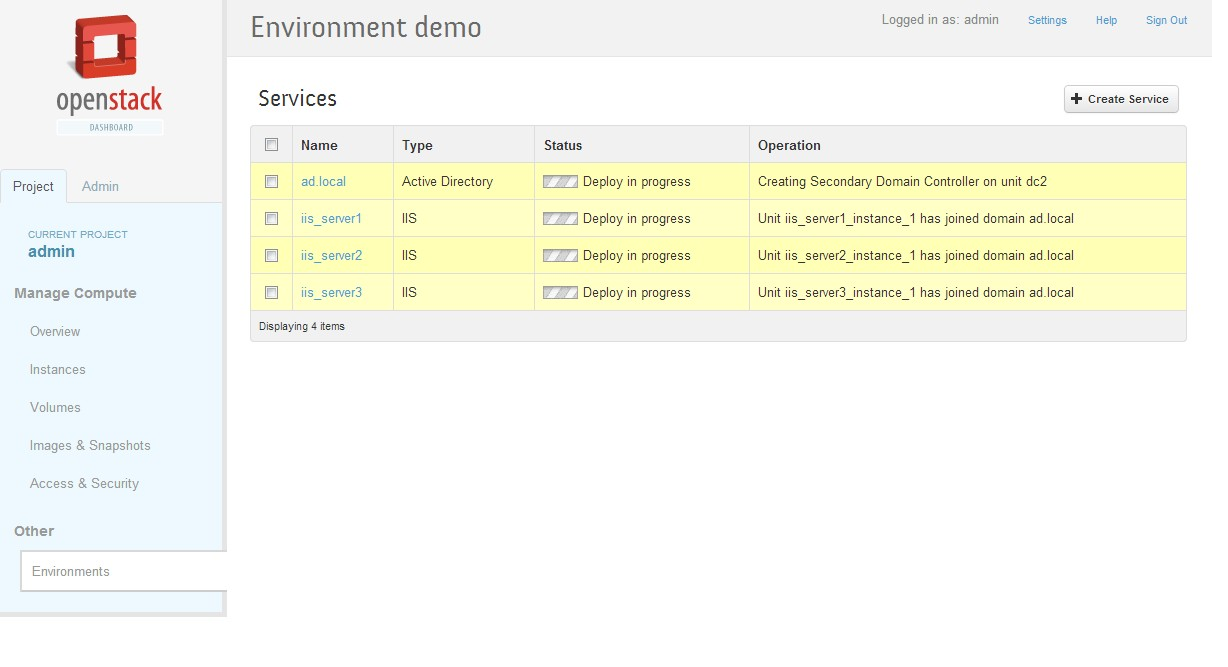 openstack
DASHBOARD
Environment demo
Logged in as: admin Settings Help Sign Out
Project Admin
CURRENT PROJECT
admin
Manage Compute
Overview
Instances
Volumes
Images & Snapshots
Access & Security
Other
Environments
Services
Create Service
Name Type Status Operation
ad.local Active Directory Deploy in progress Creating Secondary Domain Controller on unit dc2
iis_server1 IIS Deploy in progress Unit iis_server1_instance_1 has joined domain ad.local
iis_server2 IIS Deploy in progress Unit iis_server2_instance_1 has joined domain ad.local
iis_server3 IIS Deploy in progress Unit iis_server3_instance_1 has joined domain ad.local
Displaying 4 items